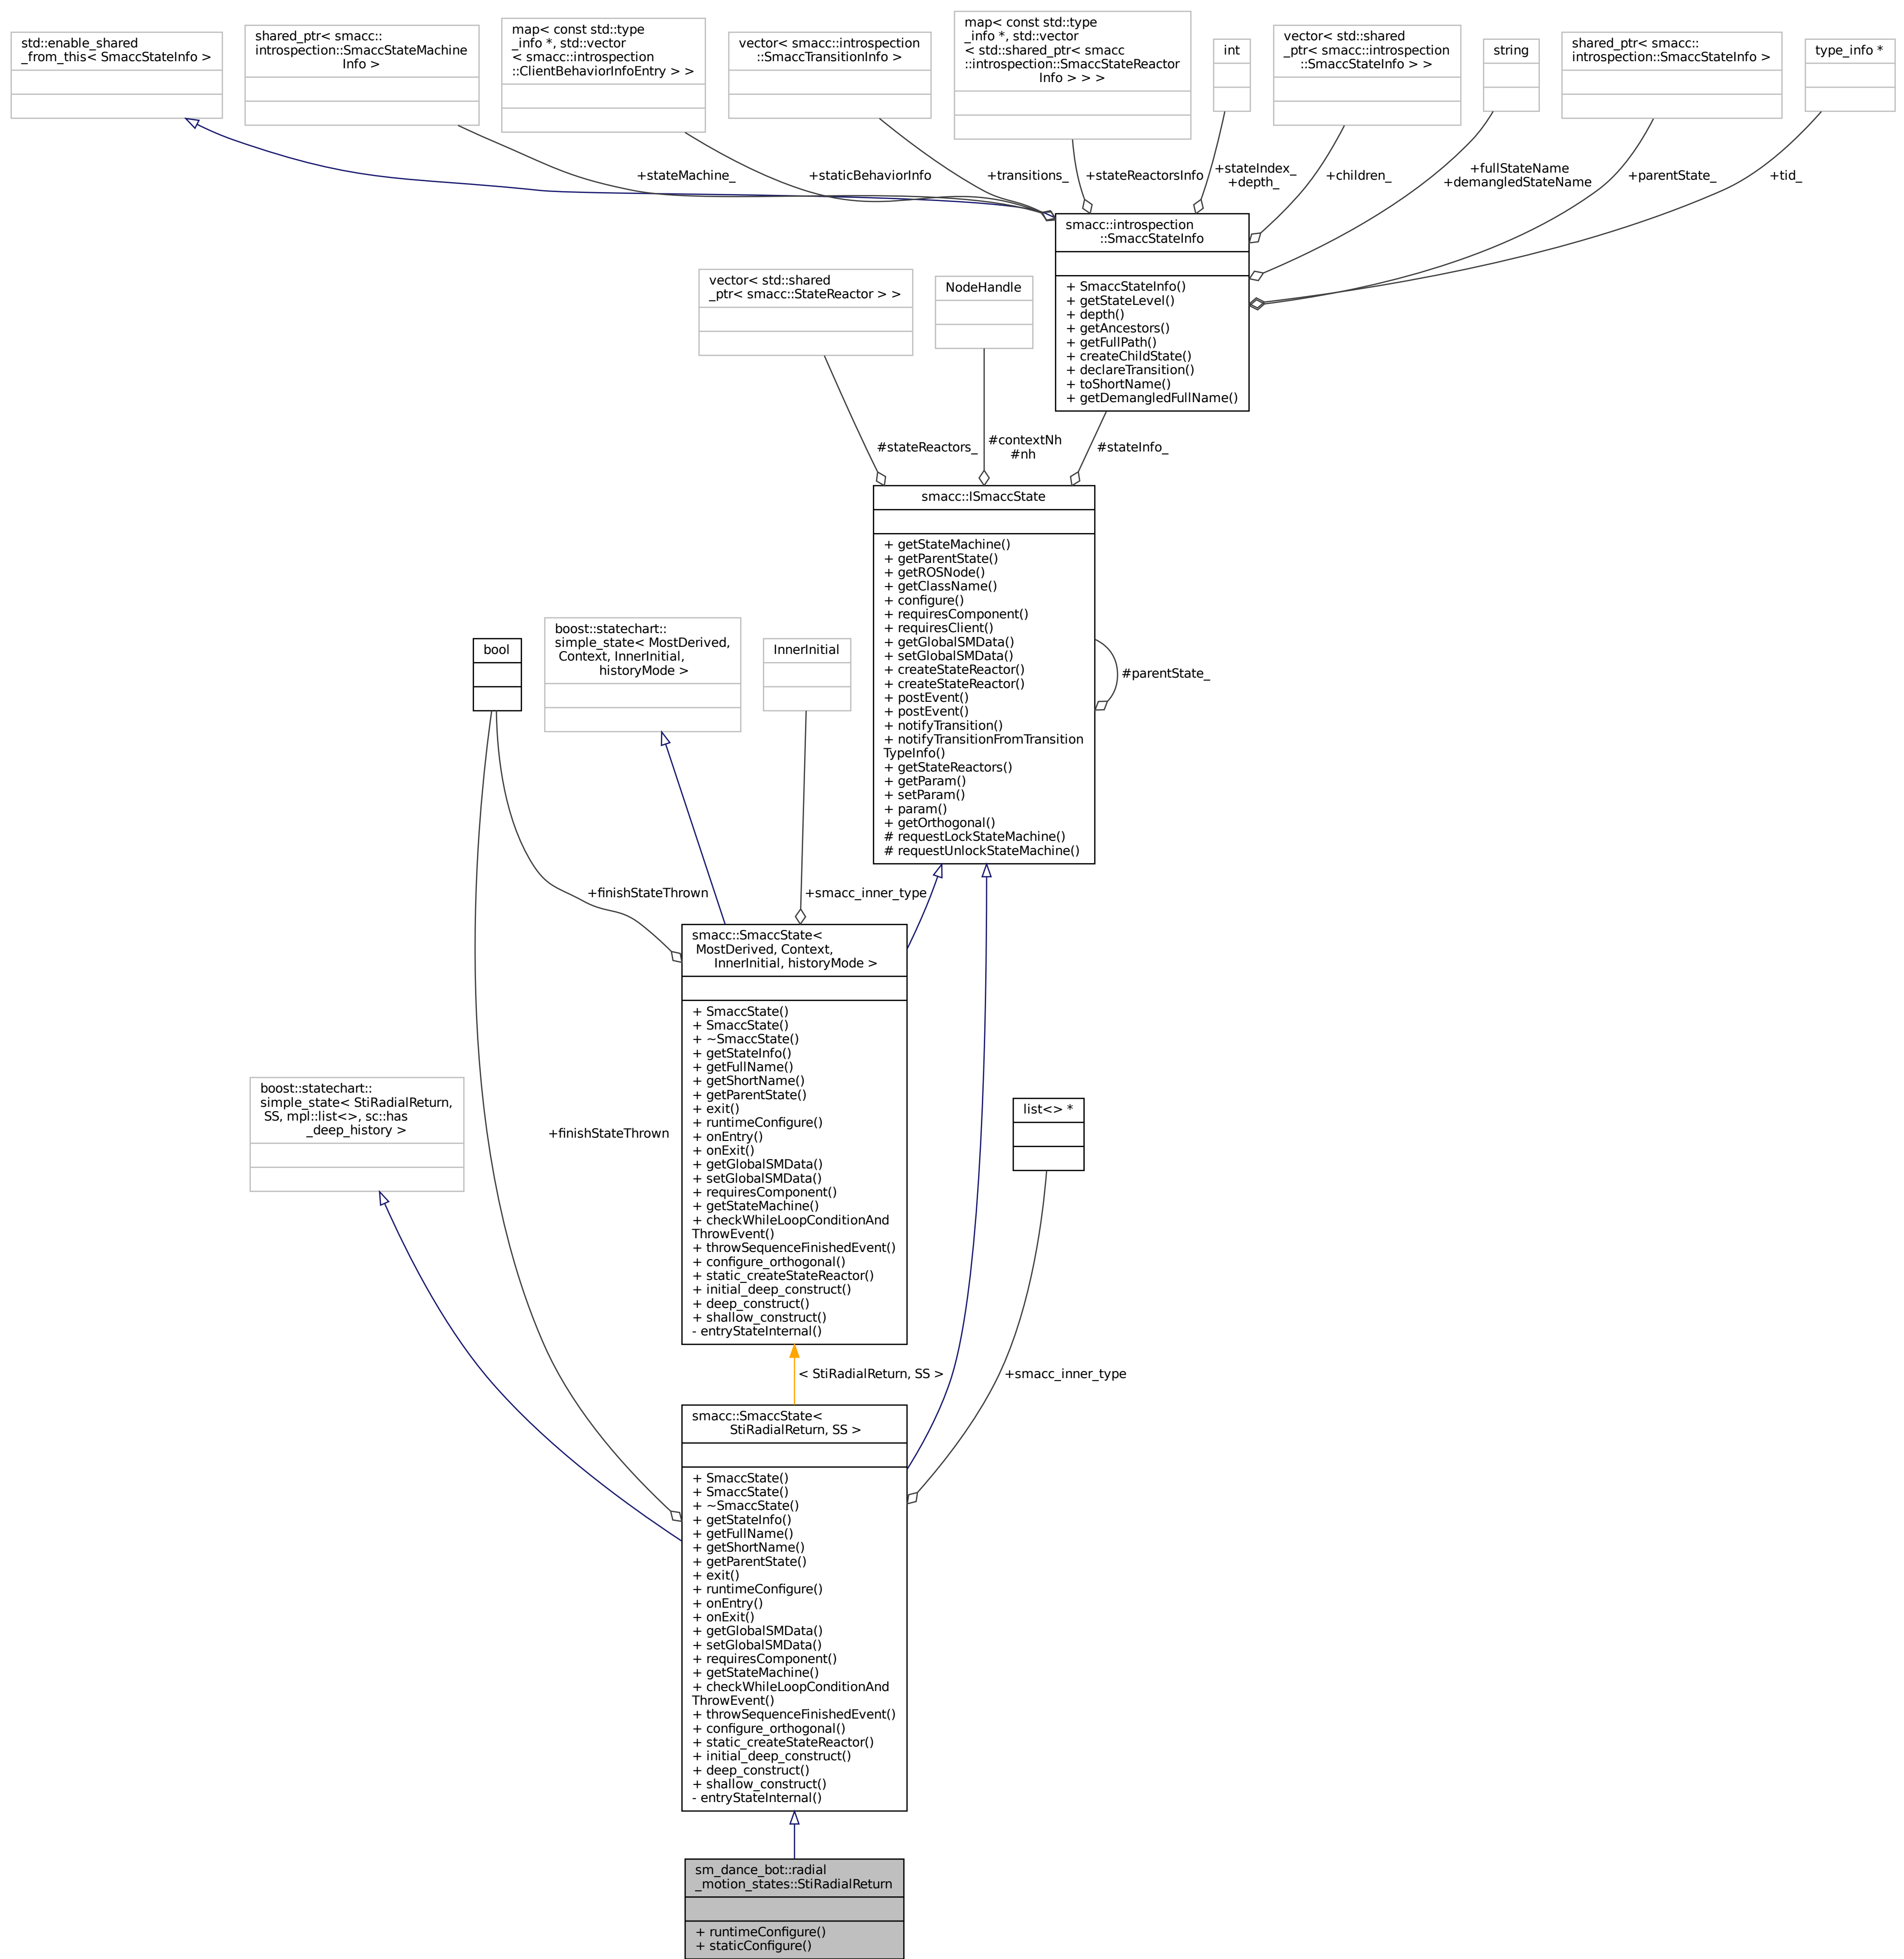 std::enable_shared
_from_this< SmaccStateInfo >
shared_ptr< smacc::
introspection::SmaccStateMachine
Info >
map< const std::type
_info *, std::vector
< smacc::introspection
::ClientBehaviorInfoEntry > >
vector< smacc::introspection
::SmaccTransitionInfo >
map< const std::type
_info *, std::vector
< std::shared_ptr< smacc
::introspection::SmaccStateReactor
Info > > >
int
vector< std::shared
_ptr< smacc::introspection
::SmaccStateInfo > >
string
shared_ptr< smacc::
introspection::SmaccStateInfo >
type_info *
+stateMachine_
+staticBehaviorInfo
+transitions_
+stateReactorsInfo
+stateIndex_
+depth_
+children_
+fullStateName
+demangledStateName
+parentState_
+tid_
smacc::introspection
::SmaccStateInfo
+ SmaccStateInfo()
+ getStateLevel()
+ depth()
+ getAncestors()
+ getFullPath()
+ createChildState()
+ declareTransition()
+ toShortName()
+ getDemangledFullName()
vector< std::shared
_ptr< smacc::StateReactor > >
NodeHandle
#stateReactors_
#contextNh
#nh
#stateInfo_
smacc::ISmaccState
+ getStateMachine()
+ getParentState()
+ getROSNode()
+ getClassName()
+ configure()
+ requiresComponent()
+ requiresClient()
+ getGlobalSMData()
+ setGlobalSMData()
+ createStateReactor()
+ createStateReactor()
+ postEvent()
+ postEvent()
+ notifyTransition()
+ notifyTransitionFromTransition
TypeInfo()
+ getStateReactors()
+ getParam()
+ setParam()
+ param()
+ getOrthogonal()
# requestLockStateMachine()
# requestUnlockStateMachine()
#parentState_
bool
boost::statechart::
simple_state< MostDerived,
Context, InnerInitial,
historyMode >
InnerInitial
+finishStateThrown
+smacc_inner_type
smacc::SmaccState<
MostDerived, Context,
InnerInitial, historyMode >
+ SmaccState()
+ SmaccState()
+ ~SmaccState()
+ getStateInfo()
+ getFullName()
+ getShortName()
+ getParentState()
+ exit()
+ runtimeConfigure()
+ onEntry()
+ onExit()
+ getGlobalSMData()
+ setGlobalSMData()
+ requiresComponent()
+ getStateMachine()
+ checkWhileLoopConditionAnd
ThrowEvent()
+ throwSequenceFinishedEvent()
+ configure_orthogonal()
+ static_createStateReactor()
+ initial_deep_construct()
+ deep_construct()
+ shallow_construct()
- entryStateInternal()
boost::statechart::
simple_state< StiRadialReturn,
SS, mpl::list<>, sc::has
_deep_history >
+finishStateThrown
list<> *
< StiRadialReturn, SS >
+smacc_inner_type
smacc::SmaccState<
StiRadialReturn, SS >
+ SmaccState()
+ SmaccState()
+ ~SmaccState()
+ getStateInfo()
+ getFullName()
+ getShortName()
+ getParentState()
+ exit()
+ runtimeConfigure()
+ onEntry()
+ onExit()
+ getGlobalSMData()
+ setGlobalSMData()
+ requiresComponent()
+ getStateMachine()
+ checkWhileLoopConditionAnd
ThrowEvent()
+ throwSequenceFinishedEvent()
+ configure_orthogonal()
+ static_createStateReactor()
+ initial_deep_construct()
+ deep_construct()
+ shallow_construct()
- entryStateInternal()
sm_dance_bot::radial
_motion_states::StiRadialReturn
+ runtimeConfigure()
+ staticConfigure()